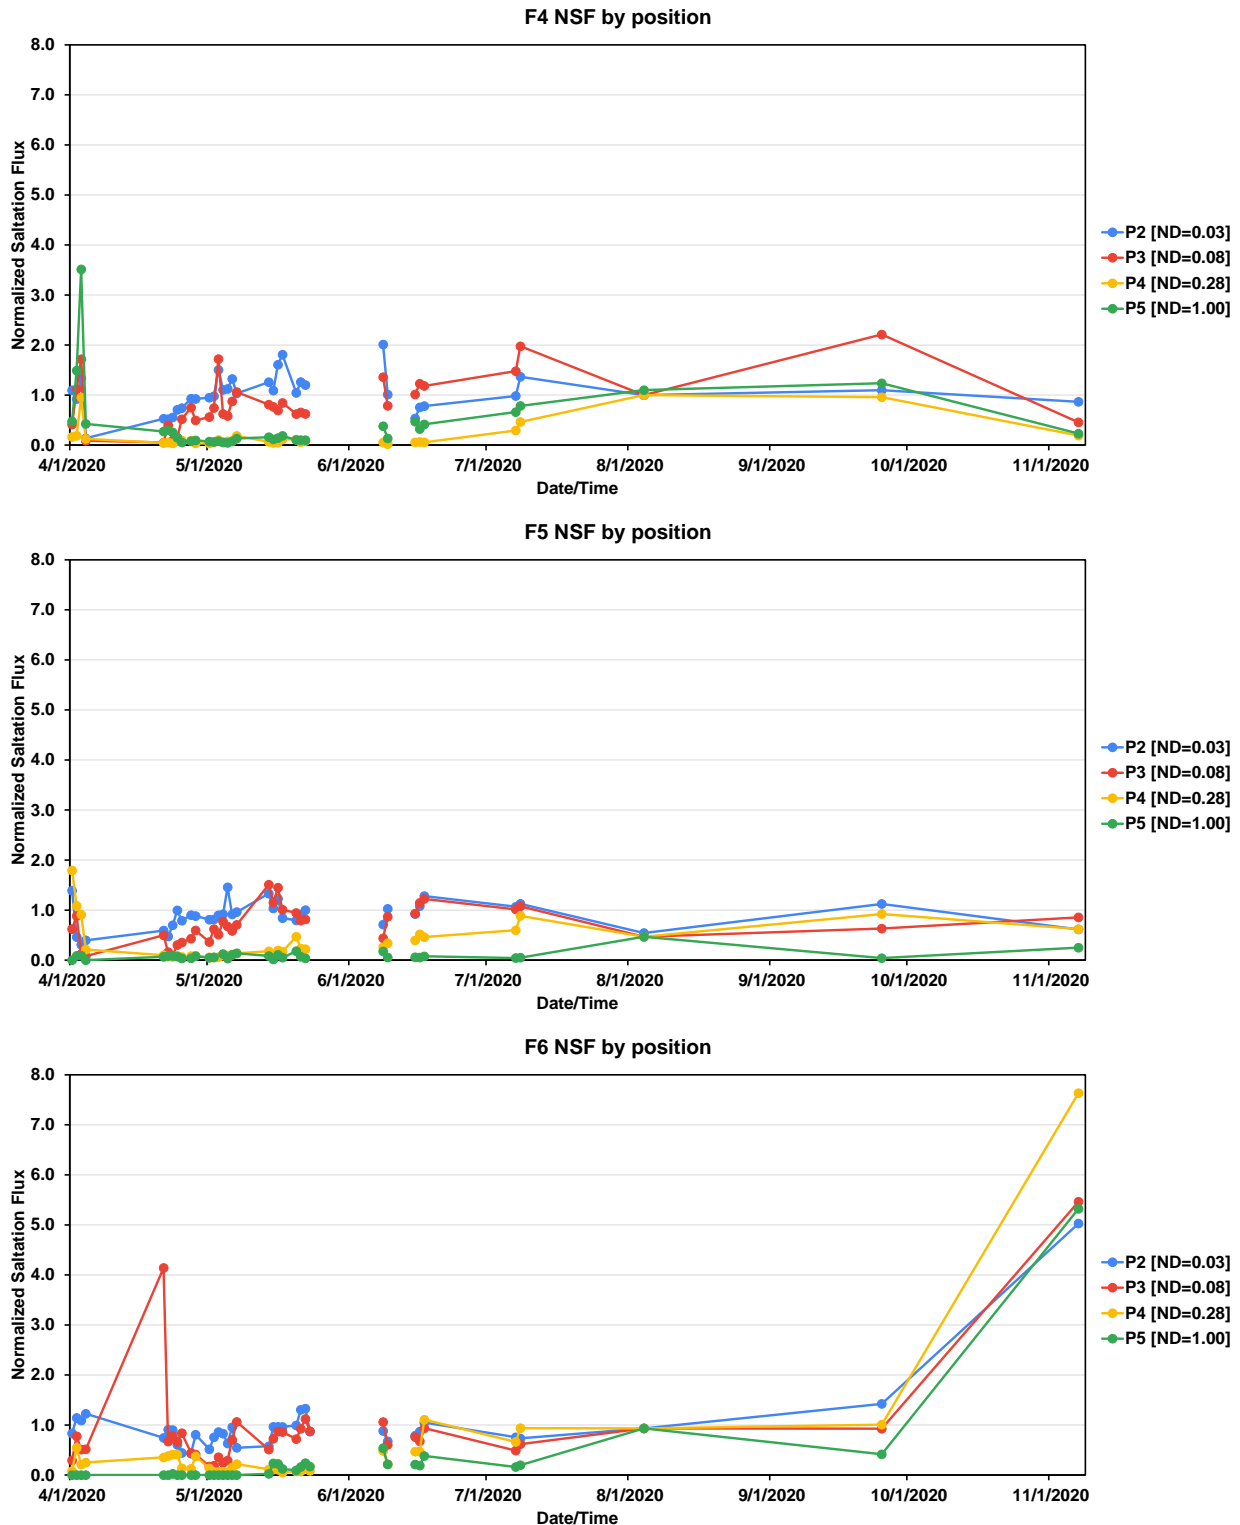 F4 NSF by position
8.0
7.0
6.0
5.0
4.0
3.0
2.0
1.0
0.0
Normalized Saltation Flux
4/1/2020 5/1/2020 6/1/2020 7/1/2020 8/1/2020 9/1/2020 10/1/2020 11/1/2020
Date/Time
P2 [ND=0.03]
P3 [ND=0.08]
P4 [ND=0.28]
P5 [ND=1.00]
F5 NSF by position
8.0
7.0
6.0
5.0
4.0
3.0
2.0
1.0
0.0
Normalized Saltation Flux
4/1/2020 5/1/2020 6/1/2020 7/1/2020 8/1/2020 9/1/2020 10/1/2020 11/1/2020
Date/Time
P2 [ND=0.03]
P3 [ND=0.08]
P4 [ND=0.28]
P5 [ND=1.00]
F6 NSF by position
8.0
7.0
6.0
5.0
4.0
3.0
2.0
1.0
0.0
Normalized Saltation Flux
4/1/2020 5/1/2020 6/1/2020 7/1/2020 8/1/2020 9/1/2020 10/1/2020 11/1/2020
Date/Time
P2 [ND=0.03]
P3 [ND=0.08]
P4 [ND=0.28]
P5 [ND=1.00]